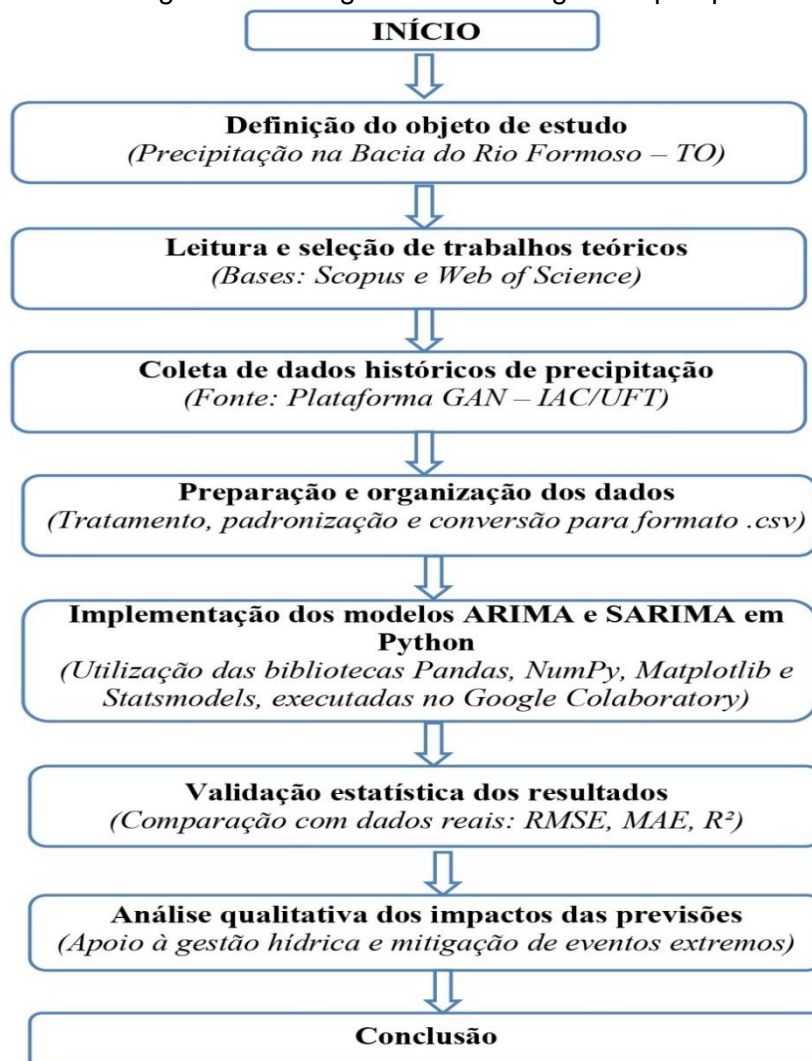 INÍCIO
Definição do objeto de estudo
(Precipitação na Bacia do Rio Formoso – TO)
Leitura e seleção de trabalhos teóricos
(Bases: Scopus e Web of Science)
Coleta de dados históricos de precipitação
(Fonte: Plataforma GAN – IAC/UFT)
Preparação e organização dos dados
(Tratamento, padronização e conversão para formato .csv)
Implementação dos modelos ARIMA e SARIMA em
Python
(Utilização das bibliotecas Pandas, NumPy, Matplotlib e
Statsmodels, executadas no Google Colaboratory)
Validação estatística dos resultados
(Comparação com dados reais: RMSE, MAE, R²)
Análise qualitativa dos impactos das previsões
(Apoio à gestão hídrica e mitigação de eventos extremos)
Conclusão